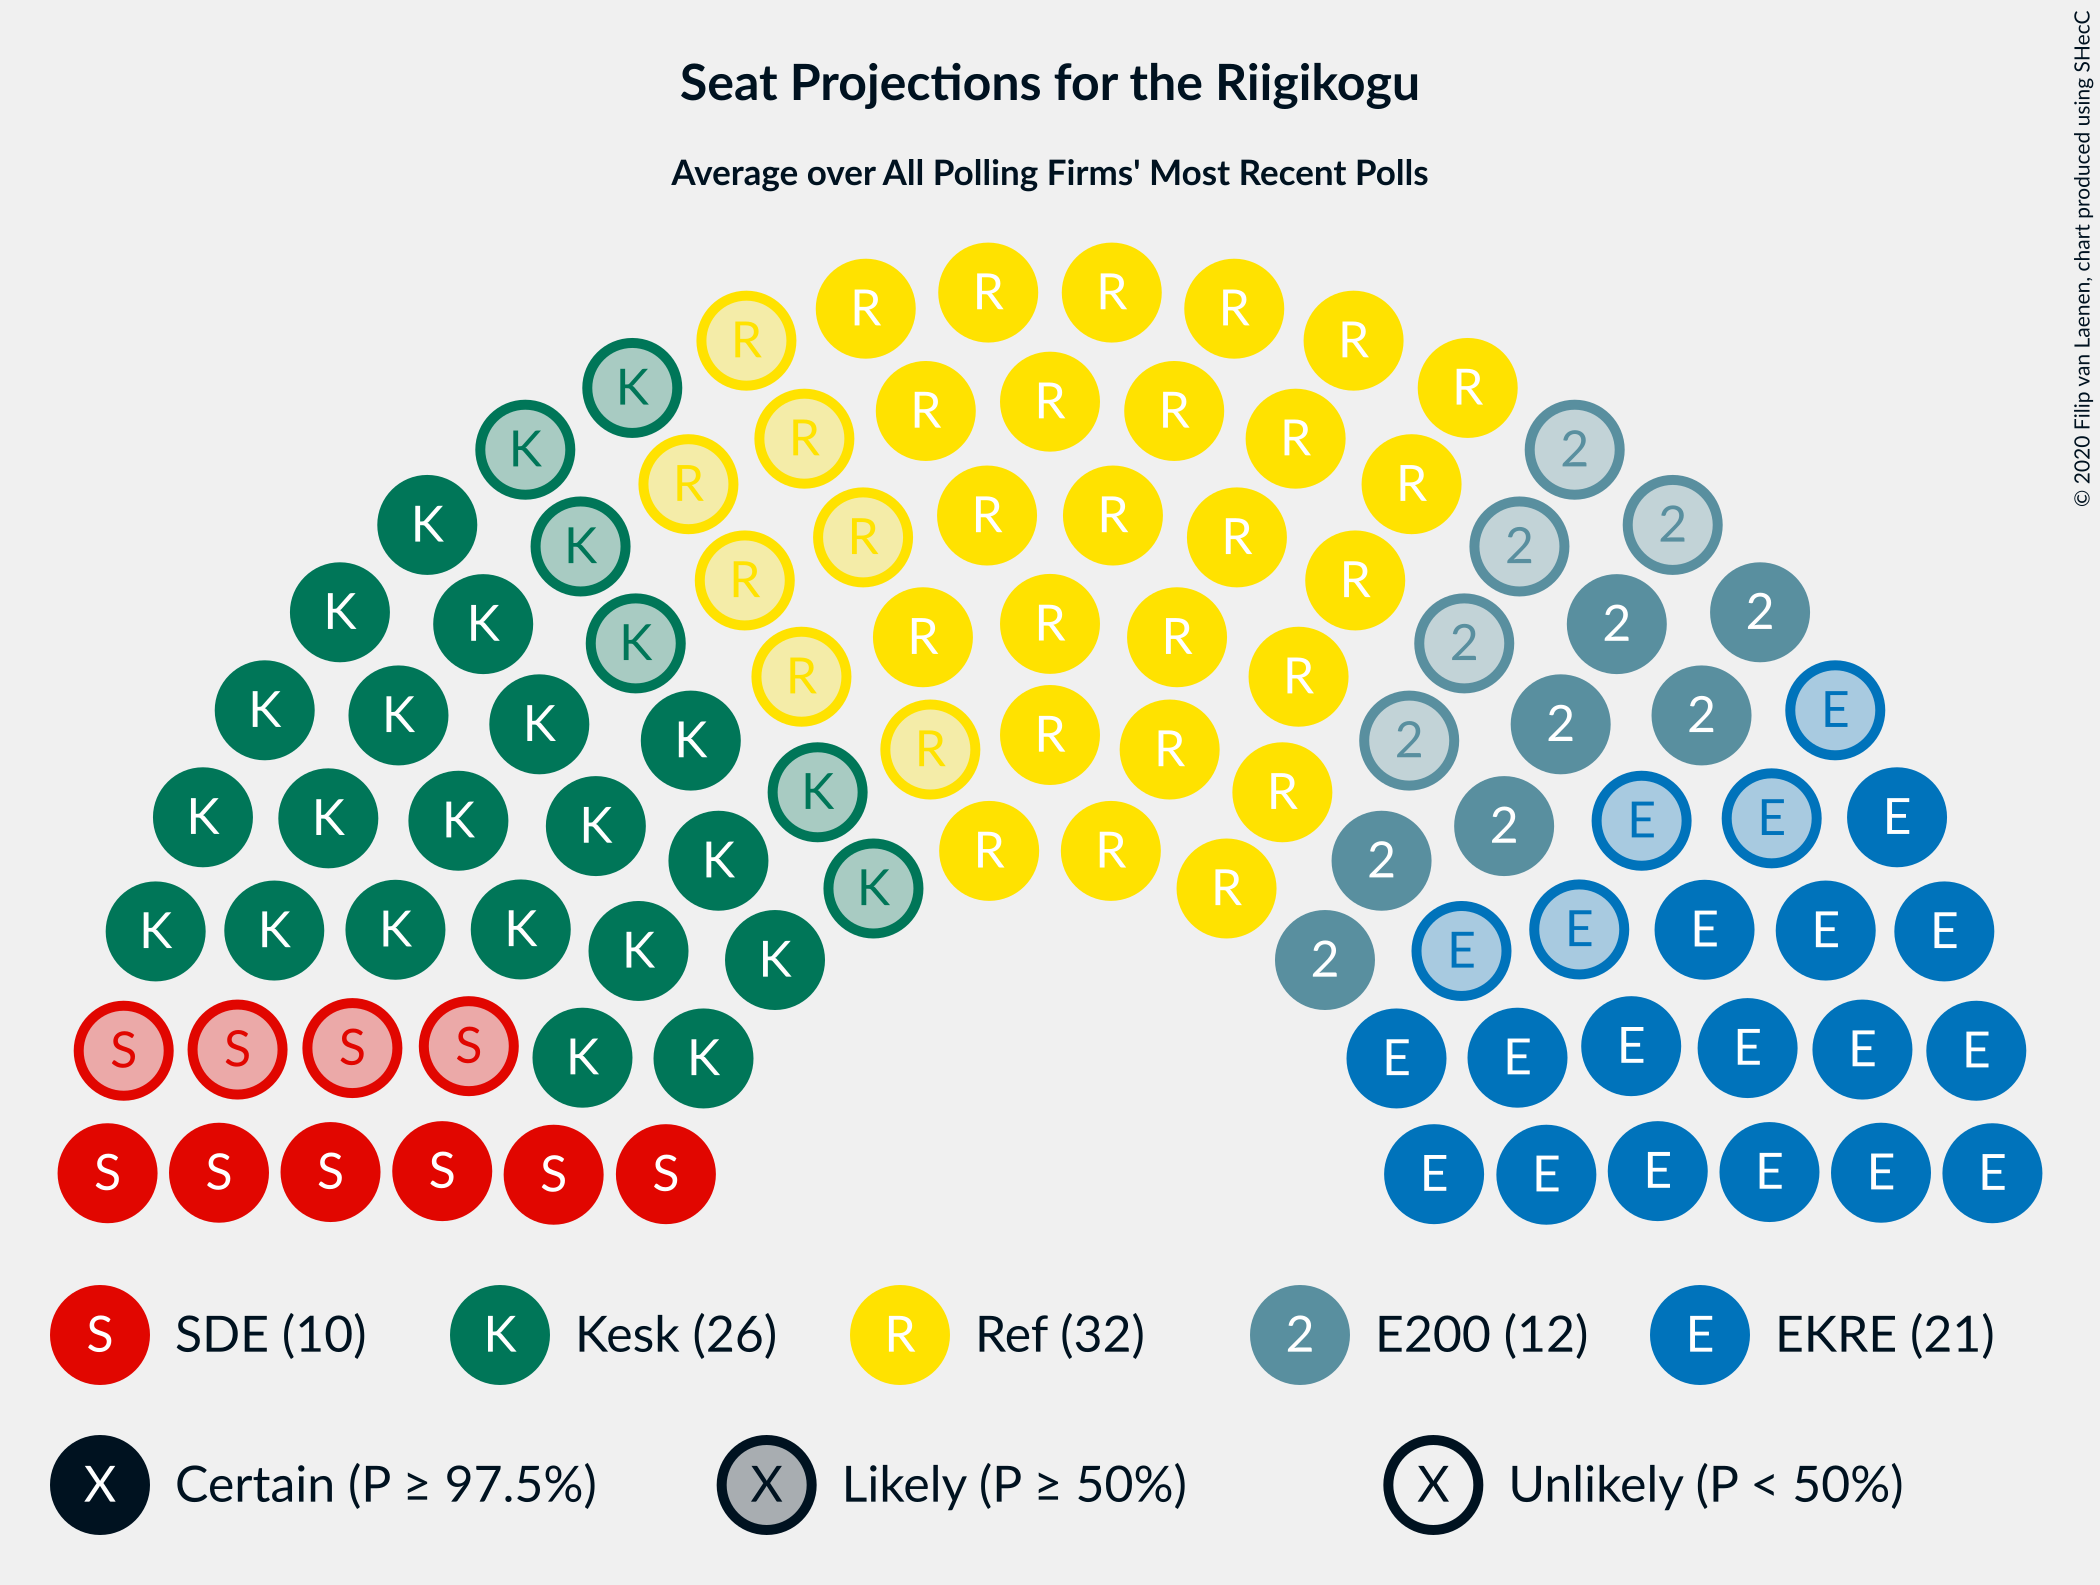 Seat Projections for the Riigikogu
Average over All Polling Firms' Most Recent Polls
© 2020 Filip van Laenen, chart produced using SHecC
R R R R
R R
K R
R R R R R
K R 2
R R
R R R R
K 2
K K R R 2
R R R R
K K 2 2
K R R 2
K K K R R R 2 2 E
K K R 2
K K K K R 2 E E E
K K R R 2
K K K K K K R 2 E E E E E
S S S S K K E E E E E E
S S S S S S E E E E E E
S SDE (10) K Kesk (26) R Ref (32) 2 E200 (12) E EKRE (21)
X Certain (P ≥ 97.5%) X Likely (P ≥ 50%) X Unlikely (P < 50%)